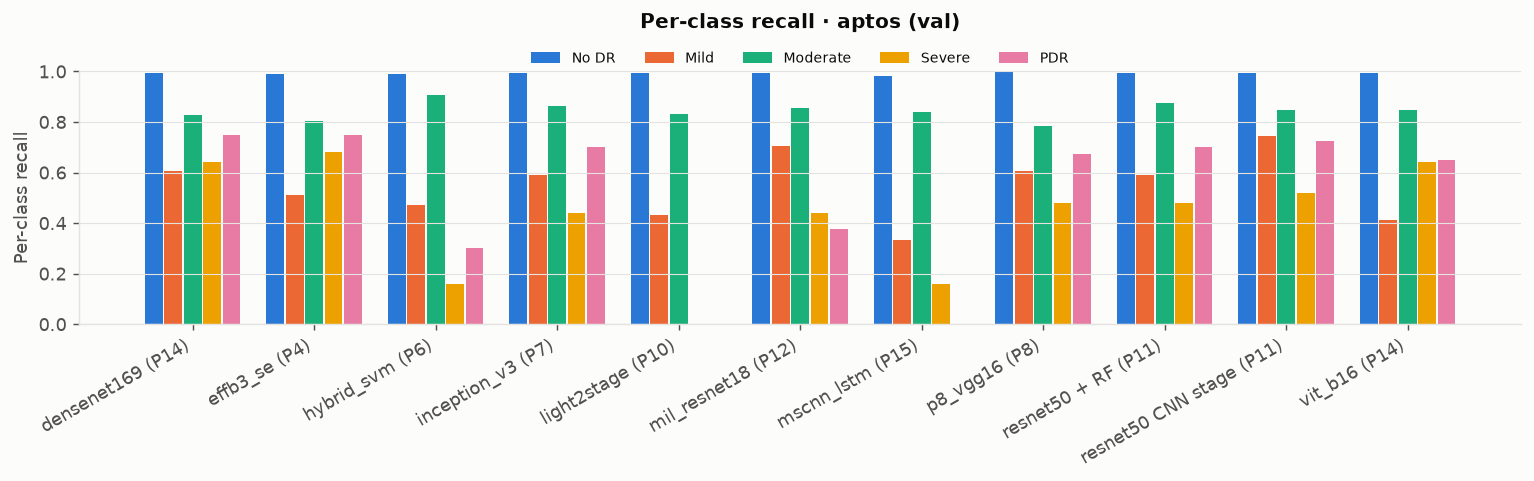 Per-class recall · aptos (val)
No DR Mild Moderate Severe PDR
Per-class recall
1.0
0.8
0.6
0.4
0.2
0.0
densenet169 (P14)
effb3_se (P4)
hybrid_svm (P6)
inception_v3 (P7)
light2stage (P10)
mil_resnet18 (P12)
mscnn_lstm (P15)
p8_vgg16 (P8)
resnet50 + RF (P11)
resnet50 CNN stage (P11)
vit_b16 (P14)